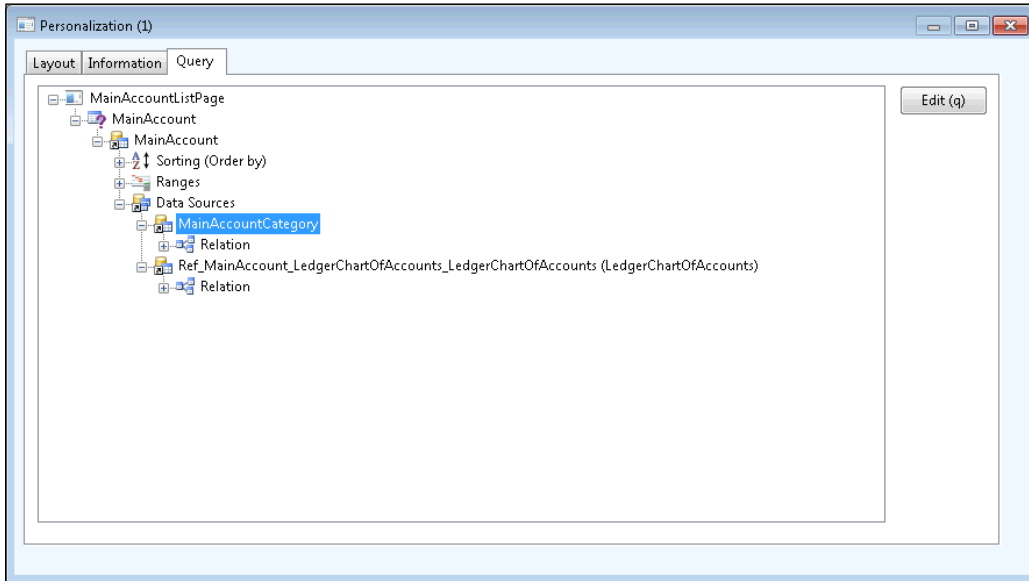 Personalization (1)
Layout Information Query
MainAccountListPage
Edit (q)
MainAccount
MainAccount
Sorting (Order by)
Ranges
Data Sources
MainAccountCategory
Relation
Ref_MainAccount_LedgerChartOfAccounts_LedgerChartOfAccounts (LedgerChartOfAccounts)
Relation